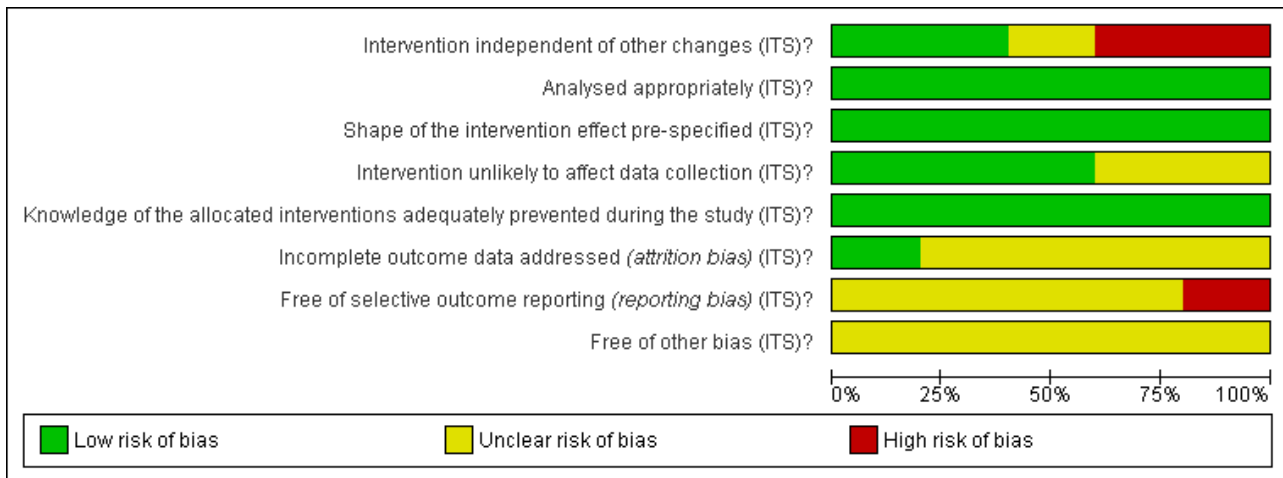 Intervention independent of other changes (ITS)?
Analysed appropriately (ITS)?
Shape of the intervention effect pre-specified (ITS)?
Intervention unlikely to affect data collection (ITS)?
Knowledge of the allocated interventions adequately prevented during the study (ITS)?
Incomplete outcome data addressed (attrition bias) (ITS)?
Free of selective outcome reporting (reporting bias) (ITS)?
Free of other bias (ITS)?
0% 25% 50% 75% 100%
Low risk of bias Unclear risk of bias High risk of bias